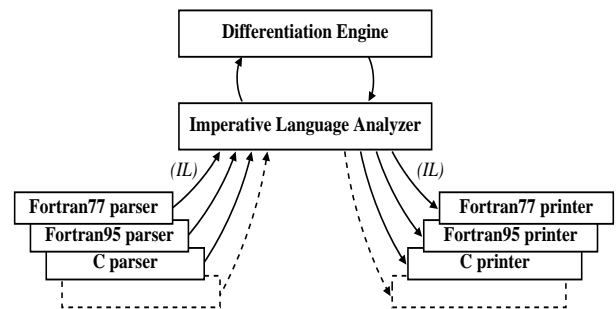 Differentiation Engine
Imperative Language Analyzer
(IL)
(IL)
Fortran77 parser
Fortran77 printer
Fortran95 parser
Fortran95 printer
C parser
C printer